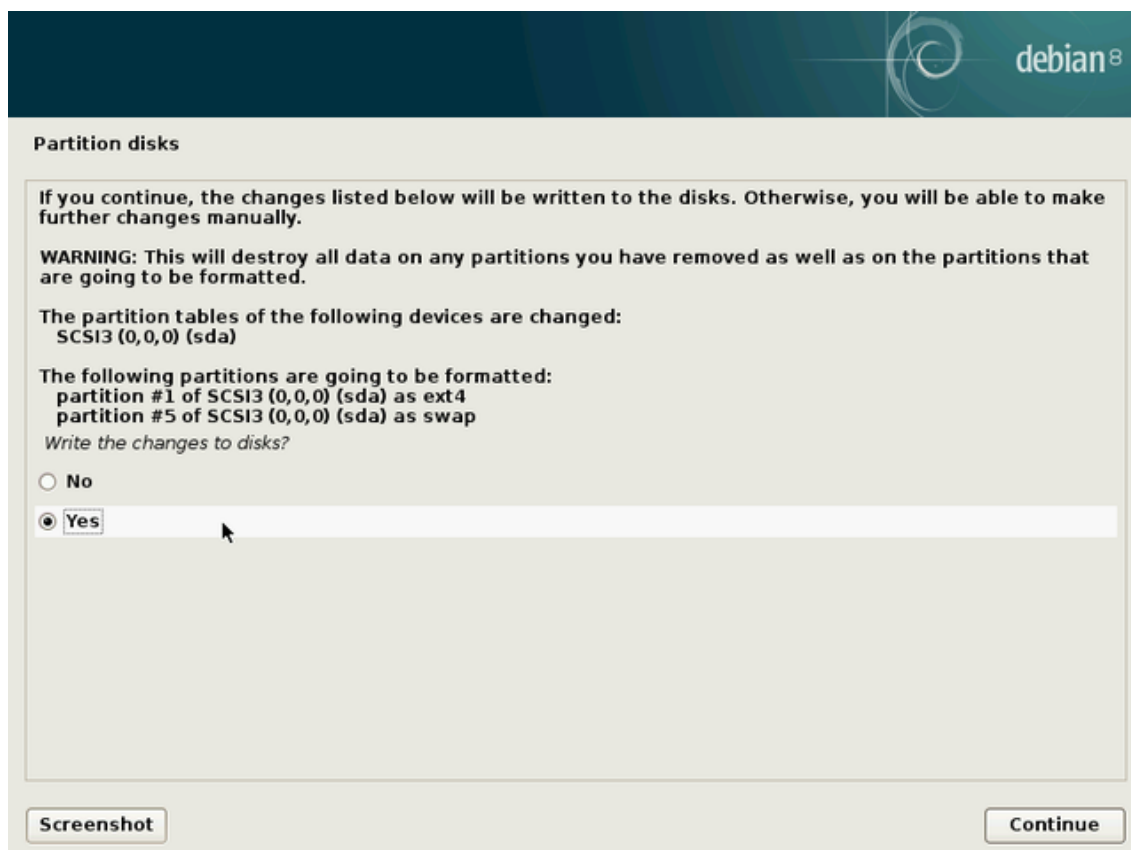 debian 8
Partition disks
If you continue, the changes listed below will be written to the disks. Otherwise, you will be able to make
further changes manually.
WARNING: This will destroy all data on any partitions you have removed as well as on the partitions that
are going to be formatted.
The partition tables of the following devices are changed:
SCSI3 (0,0,0) (sda)
The following partitions are going to be formatted:
partition #1 of SCSI3 (0,0,0) (sda) as ext4
partition #5 of SCSI3 (0,0,0) (sda) as swap
Write the changes to disks?
No
Yes
Screenshot
Continue